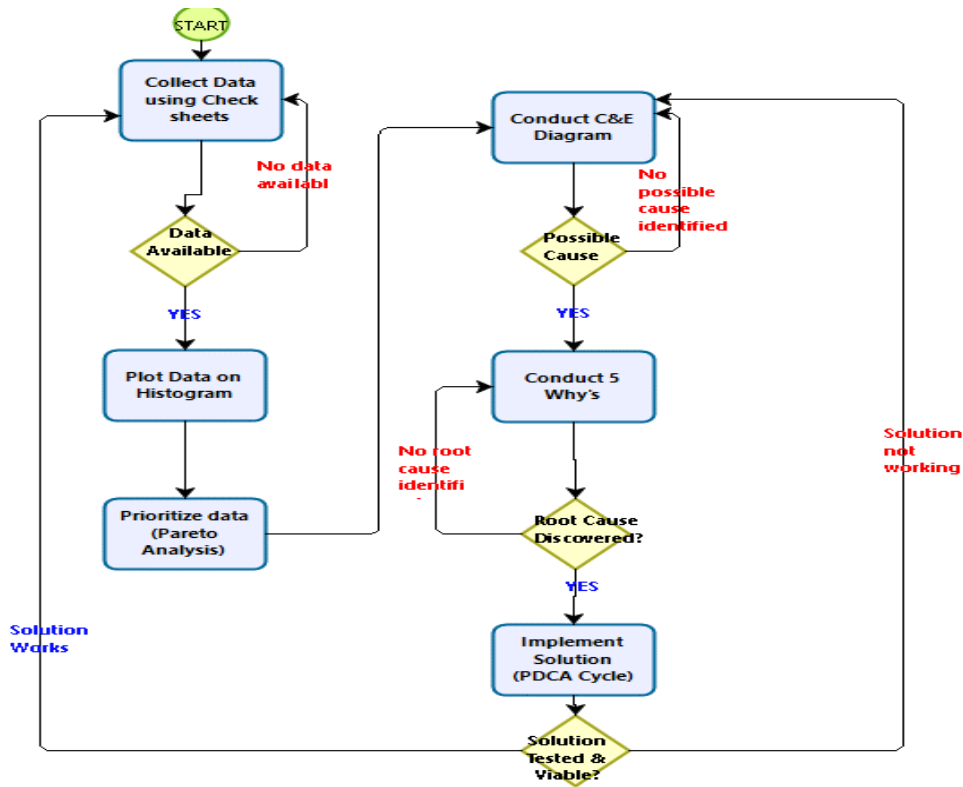 START
Collect Data
using Check
sheets
No data
availabl
Data
Available
YES
Plot Data on
Histogram
Prioritize data
(Pareto
Analysis)
Solution
Works
Conduct C&E
Diagram
No
possible
cause
identified
Possible
Cause
YES
Conduct 5
Why's
No root
cause
identifi
Root Cause
Discovered?
YES
Implement
Solution
(PDCA Cycle)
Solution
Tested &
Viable?
Solution
not
working